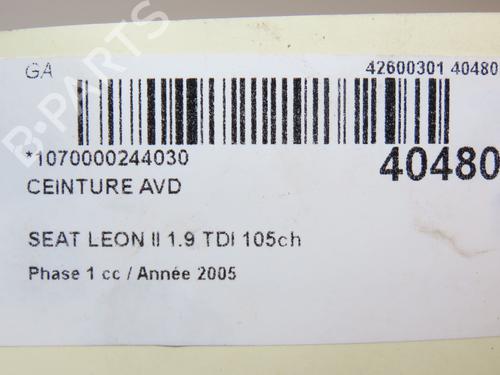 GA
42600301 40480
*1070000244030
40480
CEINTURE AVD
SEAT LEON II 1.9 TDI 105ch
Phase 1 cc / Année 2005
B-PARTS